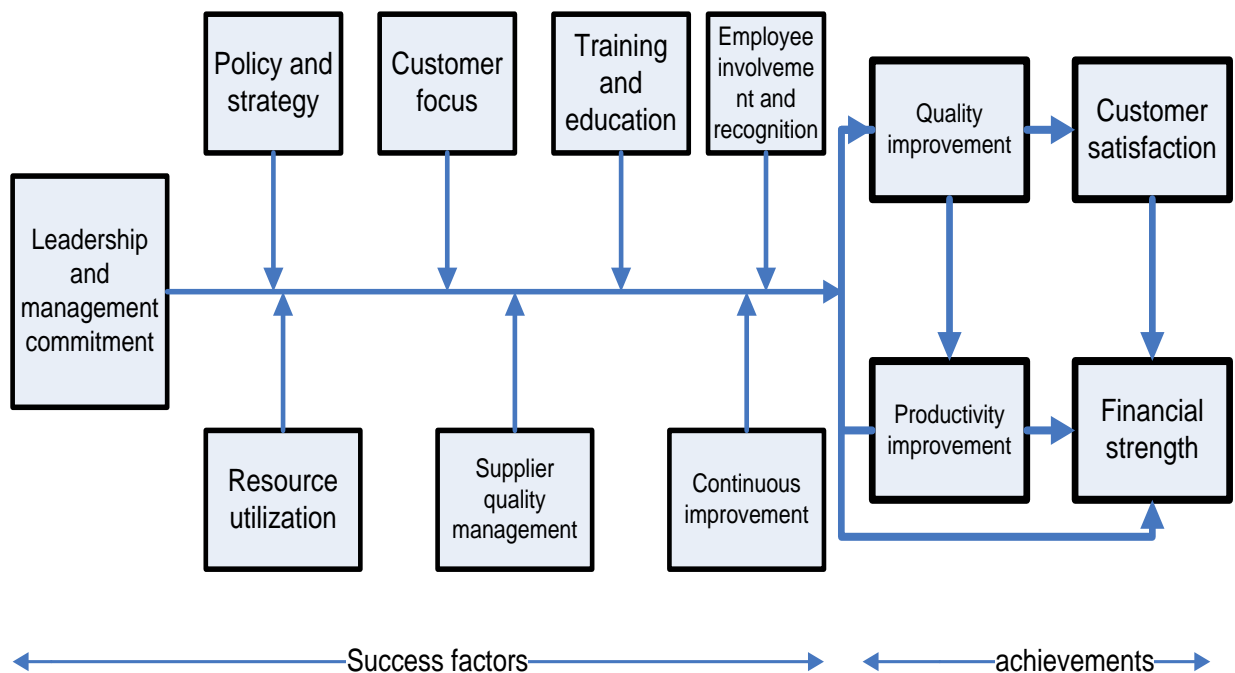 Policy and
strategy
Customer
focus
Training
and
education
Employee
involveme
nt and
recognition
Quality
improvement
Customer
satisfaction
Leadership
and
management
commitment
Resource
utilization
Supplier
quality
management
Continuous
improvement
Productivity
improvement
Financial
strength
Success factors
achievements